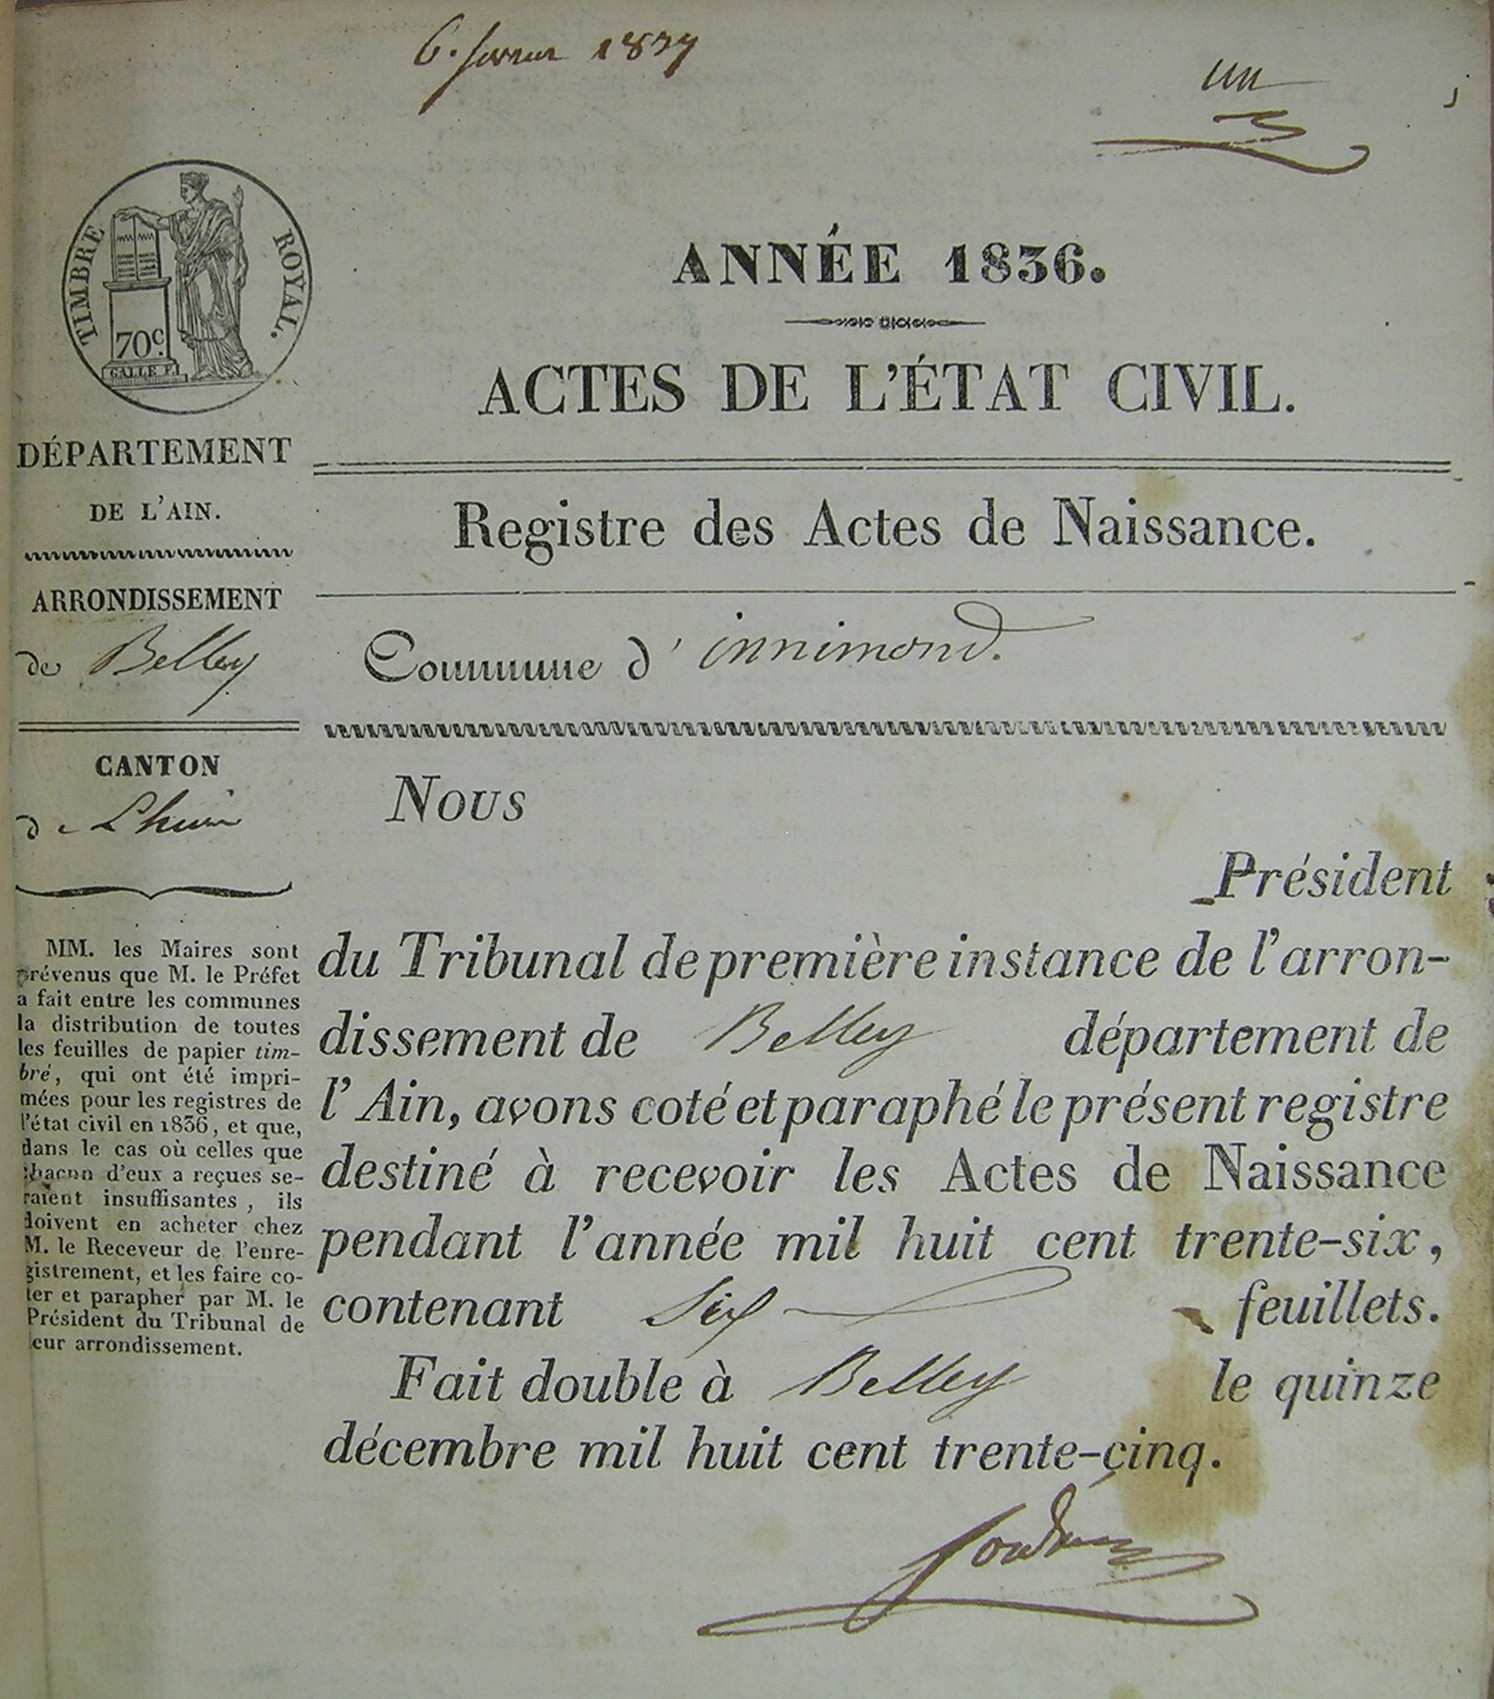 6. fevrier 1837
un
TIMBRE ROYAL.
70c.
GALLE F.
ANNÉE 1836.
ACTES DE L'ÉTAT CIVIL.
DÉPARTEMENT
DE L'AIN.
ARRONDISSEMENT
de Belley
CANTON
de Lhuis
MM. les Maires sont
prévenus que M. le Préfet
a fait entre les communes
la distribution de toutes
les feuilles de papier tim-
bré, qui ont été impri-
mées pour les registres de
l'état civil en 1836, et que,
dans le cas où celles que
chacun d'eux a reçues se-
raient insuffisantes, ils
doivent en acheter chez
M. le Receveur de l'enre-
gistrement, et les faire co-
ter et parapher par M. le
Président du Tribunal de
leur arrondissement.
Registre des Actes de Naissance.
Commune d'innimond.
Nous
Président
du Tribunal de première instance de l'arron-
dissement de Belley département de
l'Ain, avons coté et paraphé le présent registre
destiné à recevoir les Actes de Naissance
pendant l'année mil huit cent trente-six,
contenant Six feuillets.
Fait double à Belley le quinze
décembre mil huit cent trente-cinq.